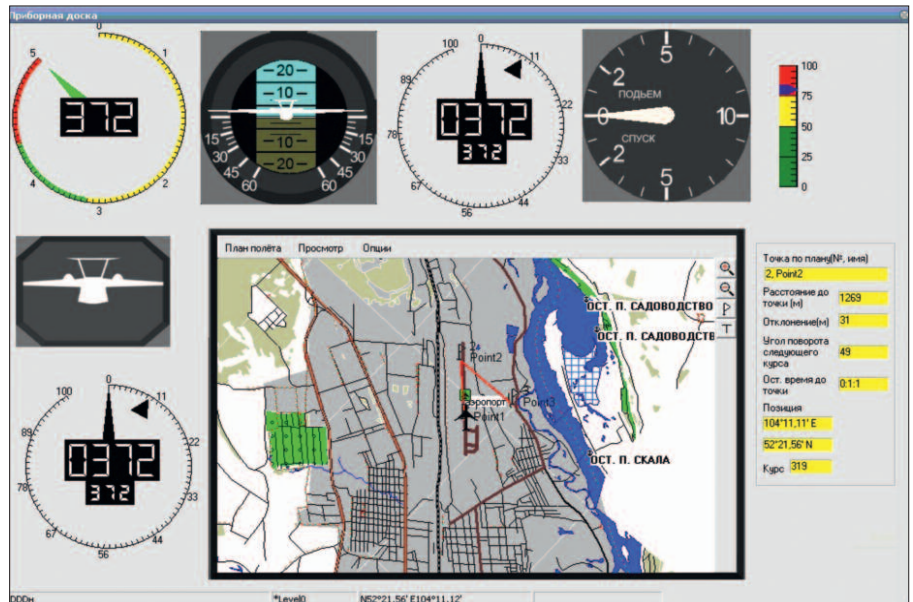 Приборная доска
0
1
2
3
4
5
372
20
10
10
20
15
30
45
60
15
30
45
60
0
11
22
33
44
56
78
89
100
0372
372
5
2
ПОДЬЕМ
0
10
СПУСК
2
5
100
75
50
25
0
План полёта Просмотр Опции
ОСТ. П. САДОВОДСТВО
ОСТ. П. САДОВОДСТВ
2
Point2
3
Point3
Аэропорт
Point1
ОСТ. П. СКАЛА
T
Точка по плану(№, имя)
2, Point2
Расстояние до точки (м)
1269
Отклонение(м)
31
Угол поворота следующего курса
49
Ост. время до точки
0:1:1
Позиция
104°11,11' E
52°21,56' N
Курс 319
0
11
22
33
44
56
67
78
89
100
0372
372
*Level0
N52°21,56' E104°11,12'